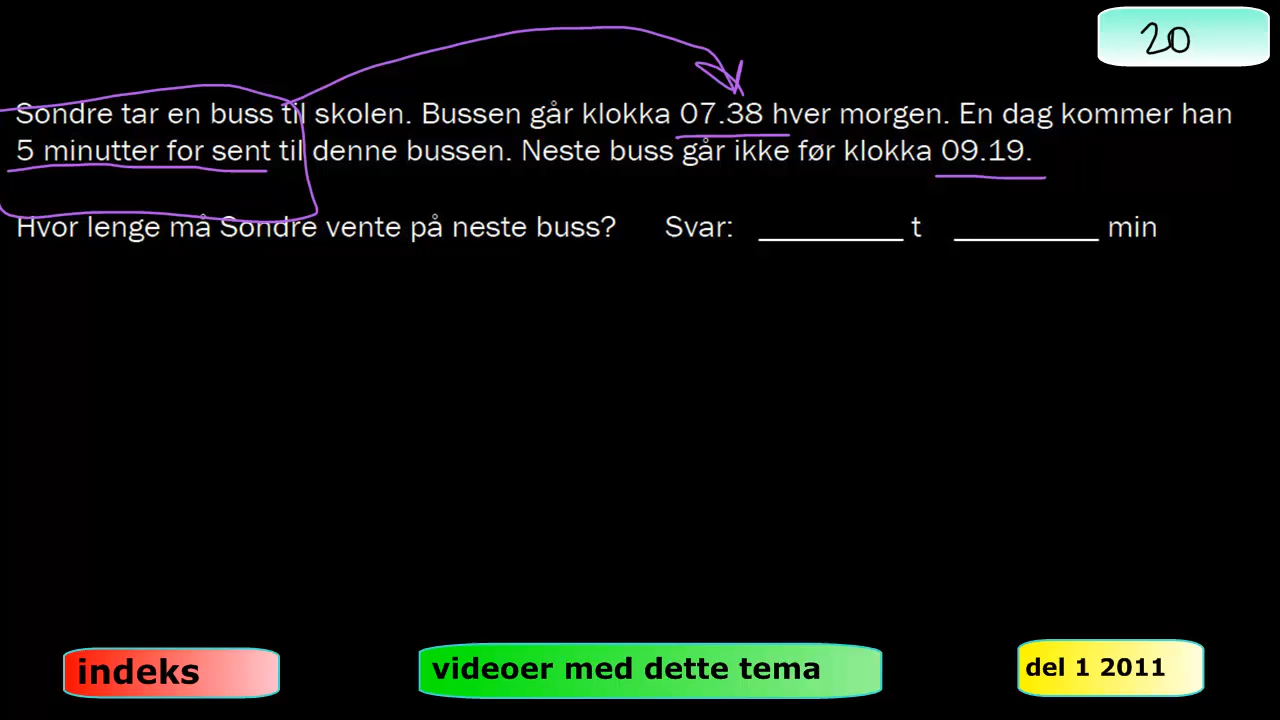 20
Sondre tar en buss til skolen. Bussen går klokka 07.38 hver morgen. En dag kommer han
5 minutter for sent til denne bussen. Neste buss går ikke før klokka 09.19.
Hvor lenge må Sondre vente på neste buss? Svar: _________ t _________ min
indeks
videoer med dette tema
del 1 2011